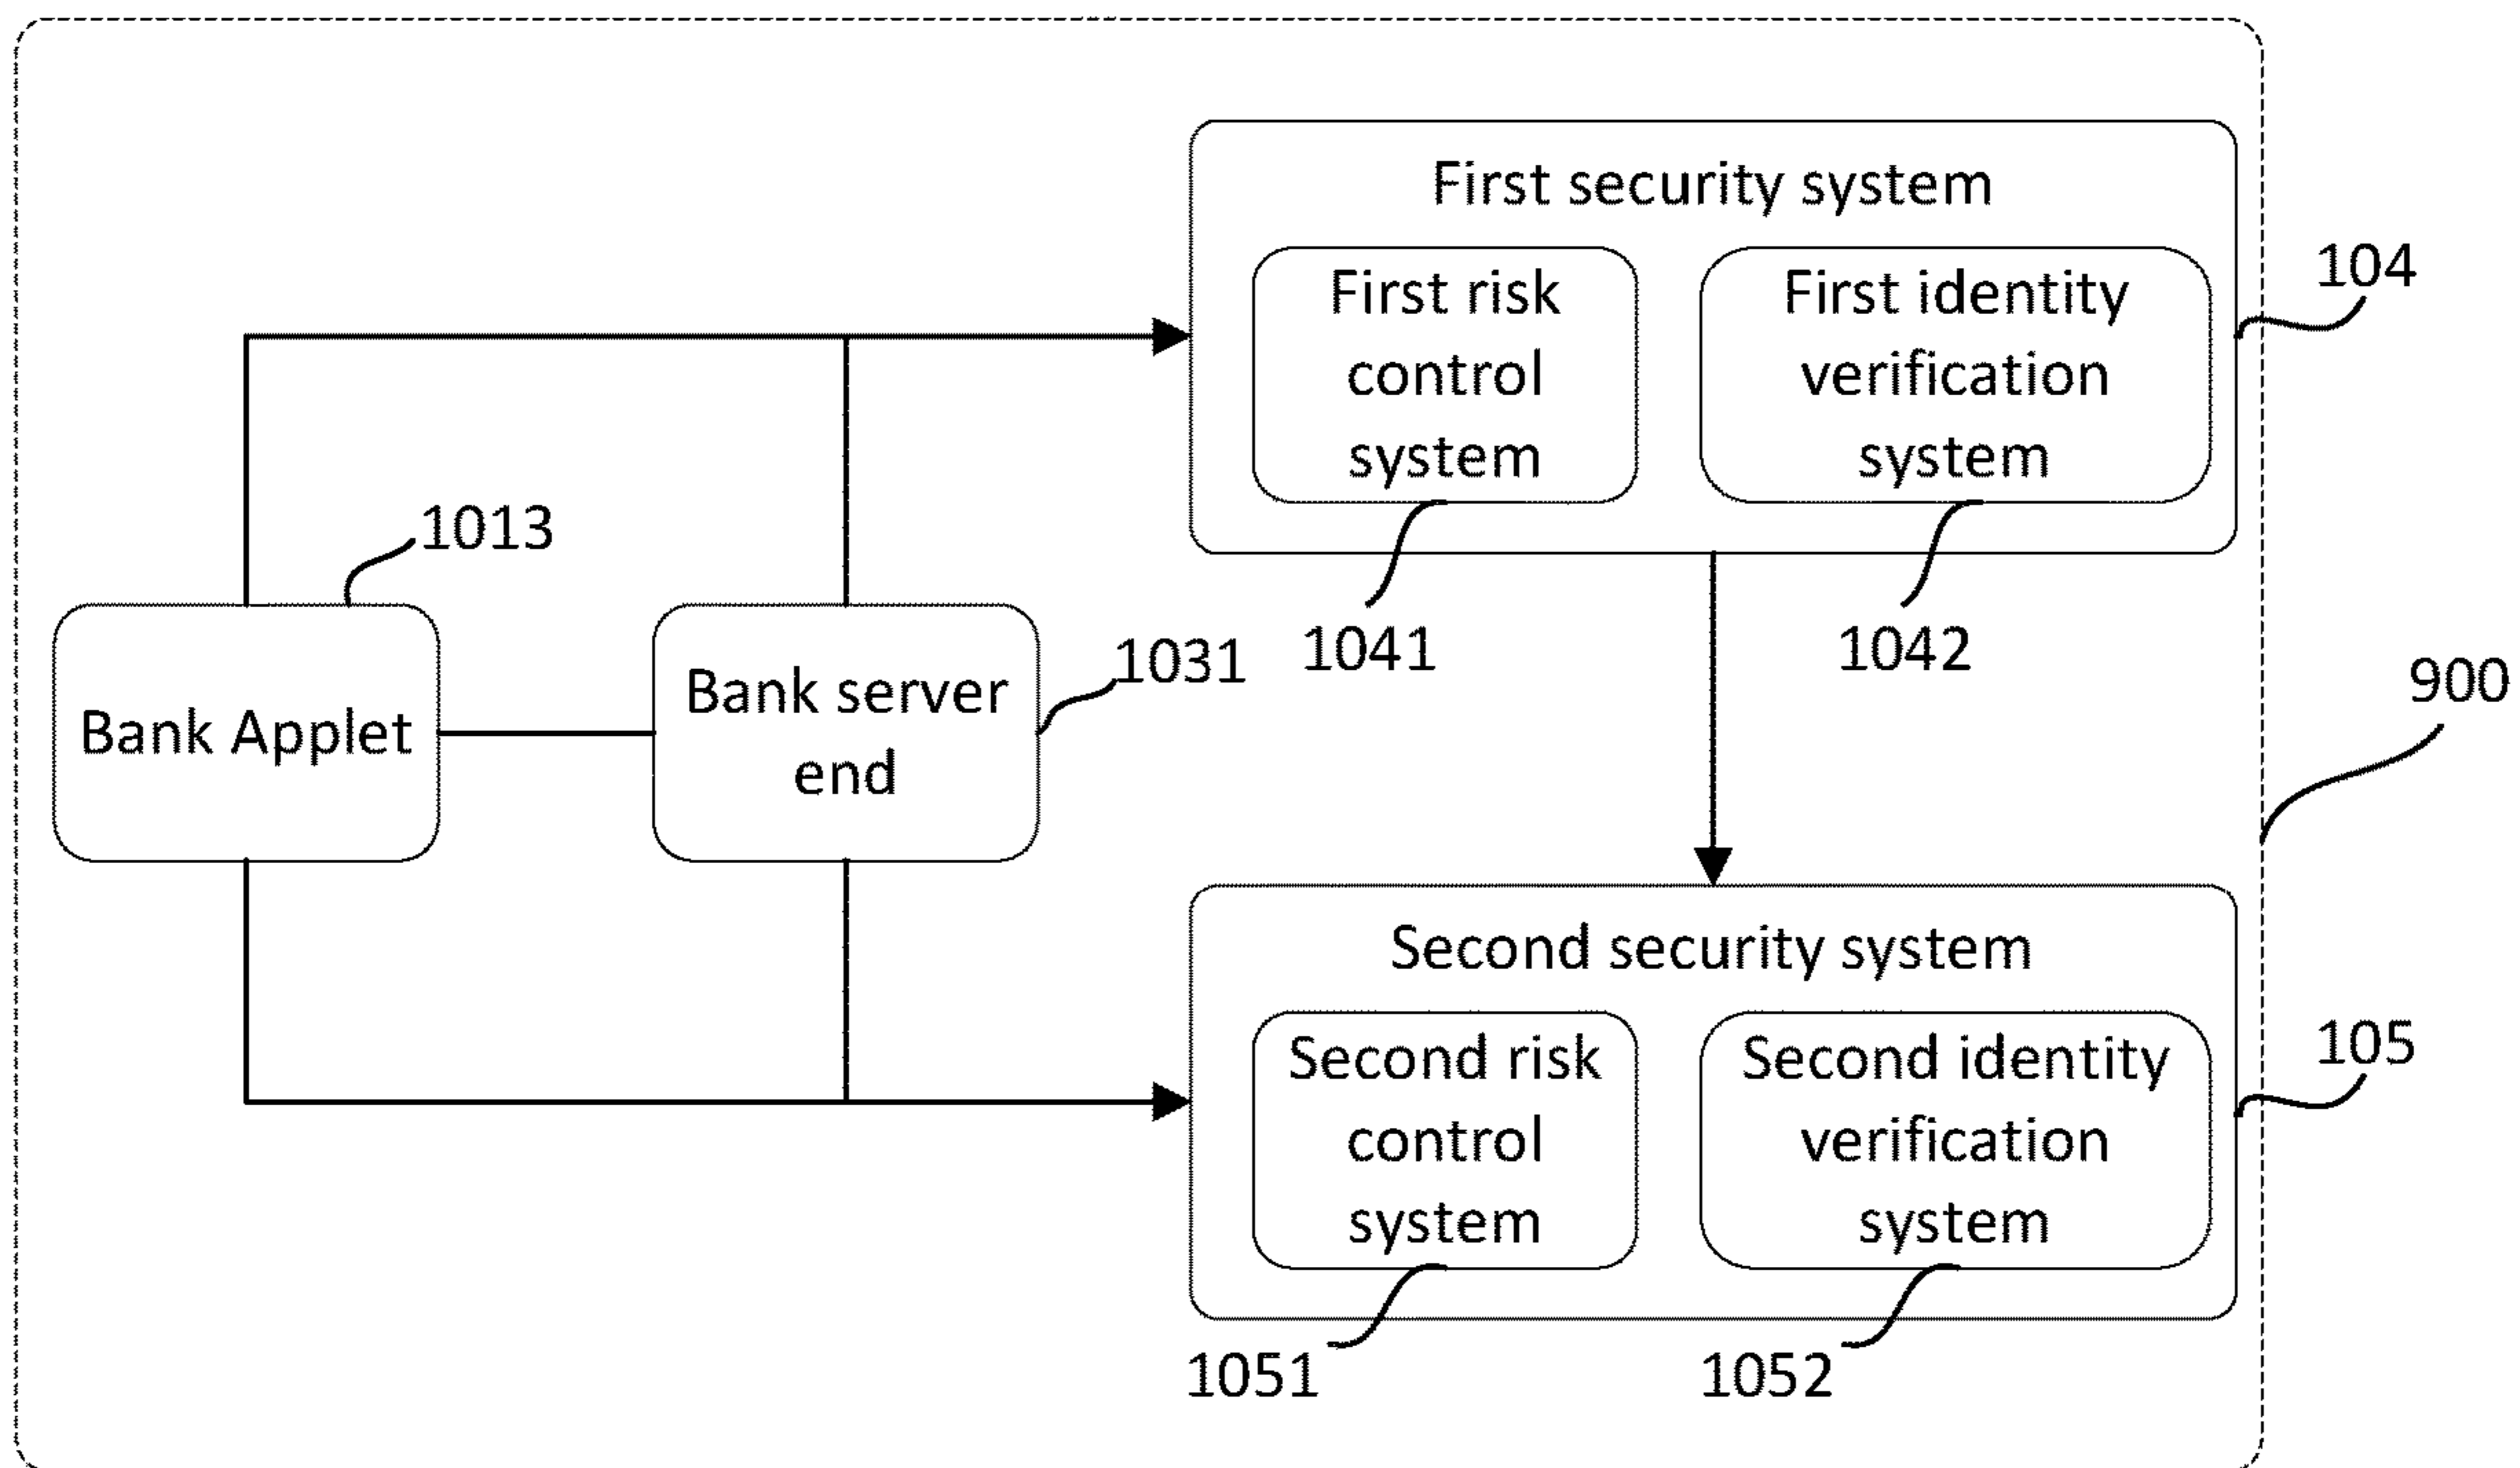 First security system
First risk
control
system
First identity
verification
system
104
1041
1042
1013
Bank Applet
Bank server
end
1031
900
Second security system
Second risk
control
system
Second identity
verification
system
105
1051
1052